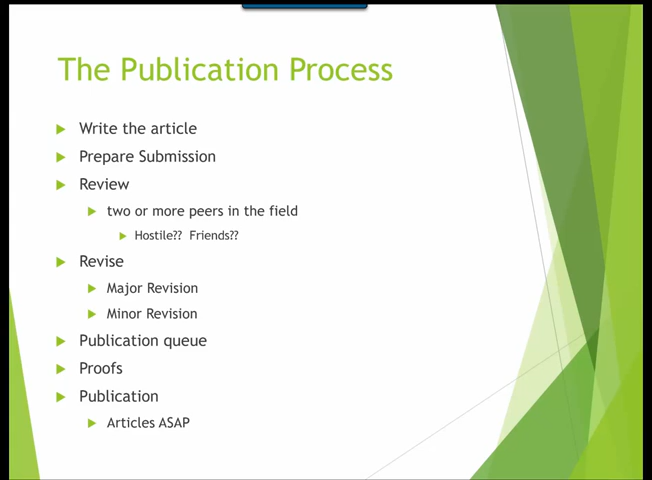 The Publication Process
Write the article
Prepare Submission
Review
two or more peers in the field
Hostile?? Friends??
Revise
Major Revision
Minor Revision
Publication queue
Proofs
Publication
Articles ASAP